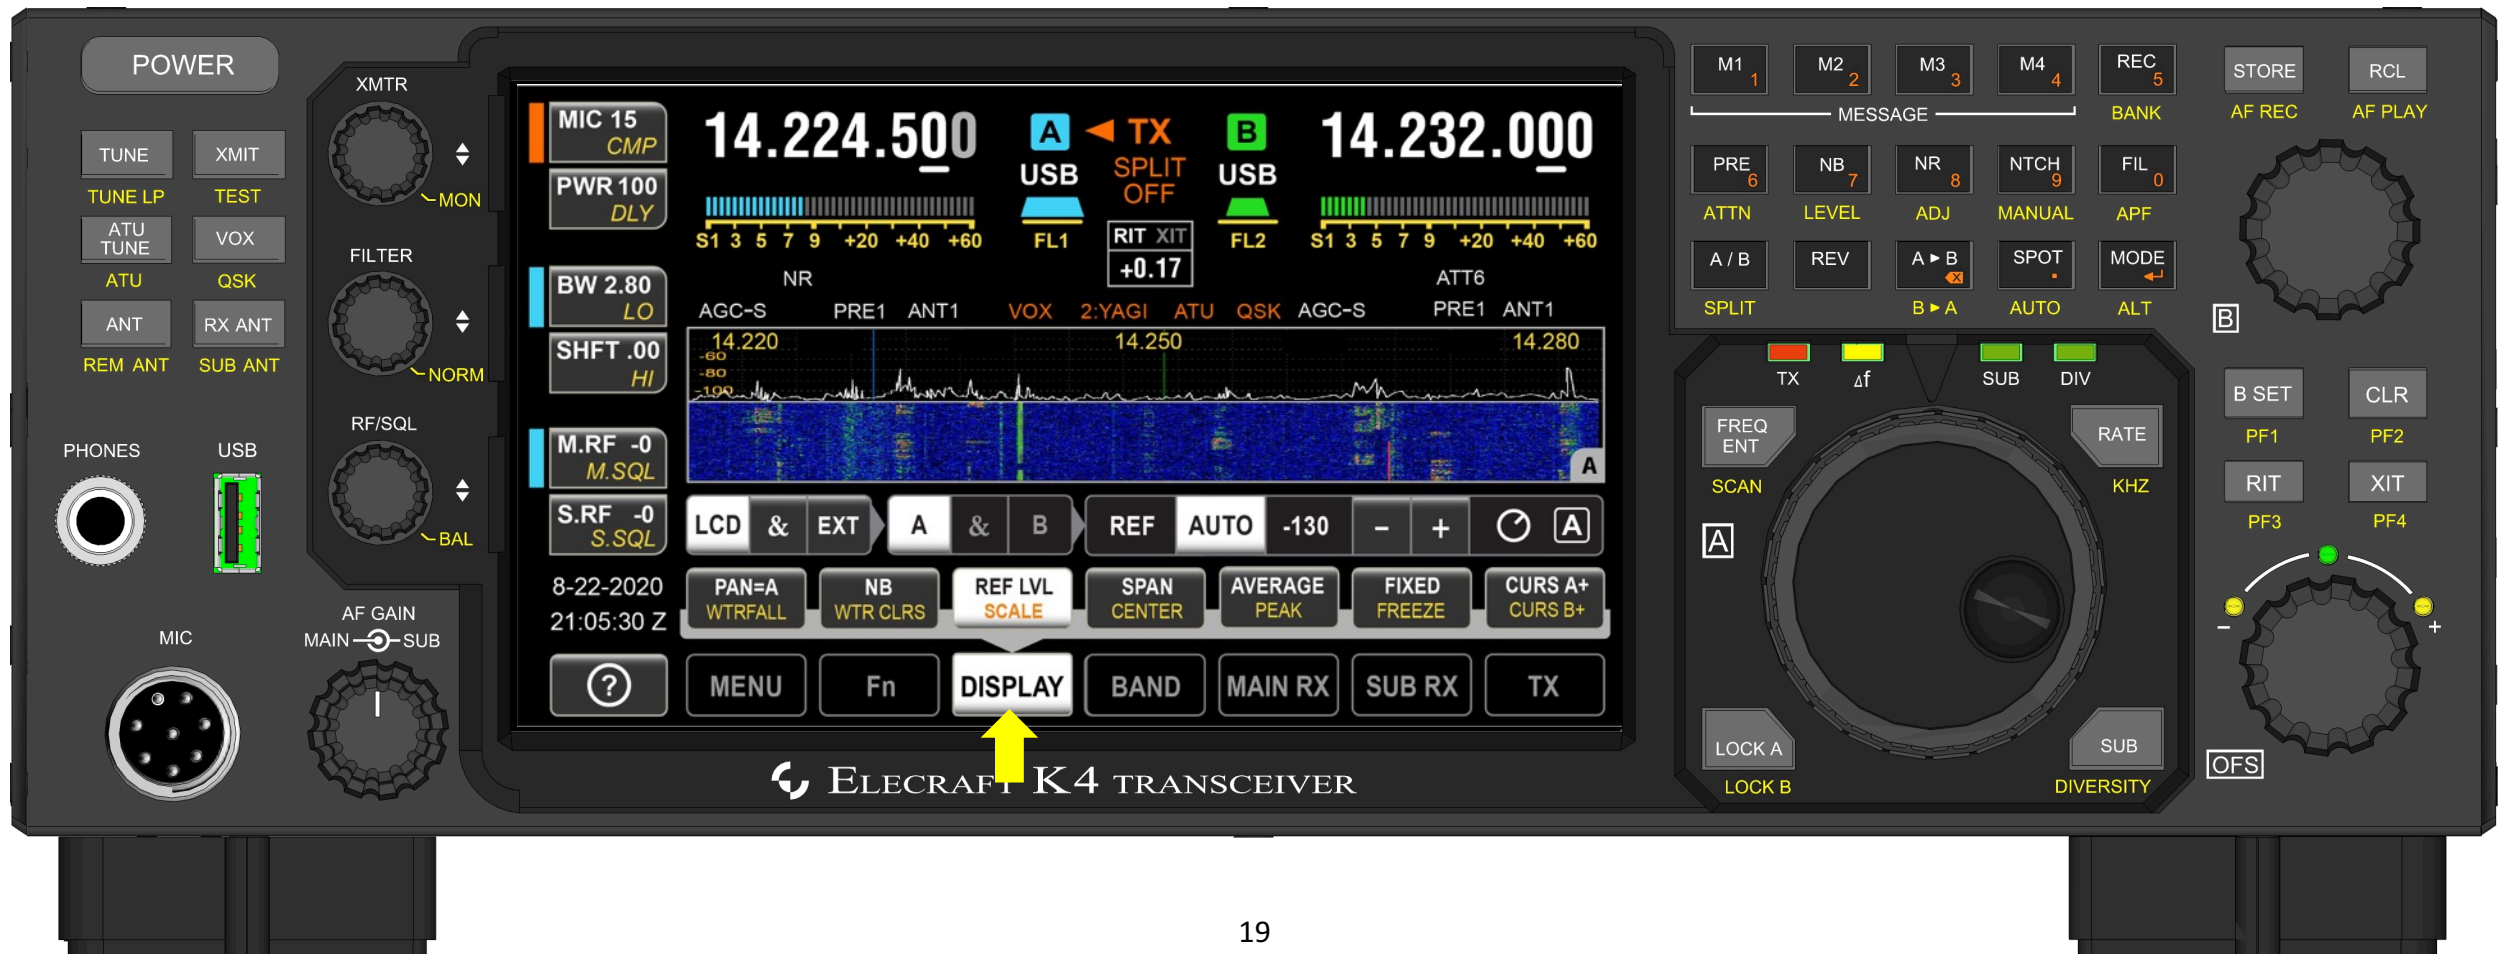 POWER
TUNE XMIT
TUNE LP TEST
ATU TUNE VOX
ATU QSK
ANT RX ANT
REM ANT SUB ANT
PHONES USB
MIC
XMTR
MON
FILTER
NORM
RF/SQL
BAL
AF GAIN
MAIN SUB
MIC 15
CMP
PWR 100
DLY
BW 2.80
LO
SHFT .00
HI
M.RF -0
M.SQL
S.RF -0
S.SQL
8-22-2020
21:05:30 Z
?
14.224.500 A TX B 14.232.000
USB SPLIT OFF USB
S1 3 5 7 9 +20 +40 +60 FL1 RIT XIT FL2 S1 3 5 7 9 +20 +40 +60
+0.17
NR ATT6
AGC-S PRE1 ANT1 VOX 2:YAGI ATU QSK AGC-S PRE1 ANT1
14.220 14.250 14.280
-60
-80
-100
A
LCD & EXT A & B REF AUTO -130 - + A
PAN=A NB REF LVL SPAN AVERAGE FIXED CURS A+
WTRFALL WTR CLRS SCALE CENTER PEAK FREEZE CURS B+
MENU Fn DISPLAY BAND MAIN RX SUB RX TX
ELECRAFT K4 TRANSCEIVER
M1 1 M2 2 M3 3 M4 4 REC 5
MESSAGE BANK
PRE 6 NB 7 NR 8 NTCH 9 FIL 0
ATTN LEVEL ADJ MANUAL APF
A / B REV A ▸ B SPOT . MODE
SPLIT B ▸ A AUTO ALT
TX Δf SUB DIV
FREQ ENT RATE
SCAN KHZ
A
LOCK A SUB
LOCK B DIVERSITY
STORE RCL
AF REC AF PLAY
B
B SET CLR
PF1 PF2
RIT XIT
PF3 PF4
- +
OFS
19